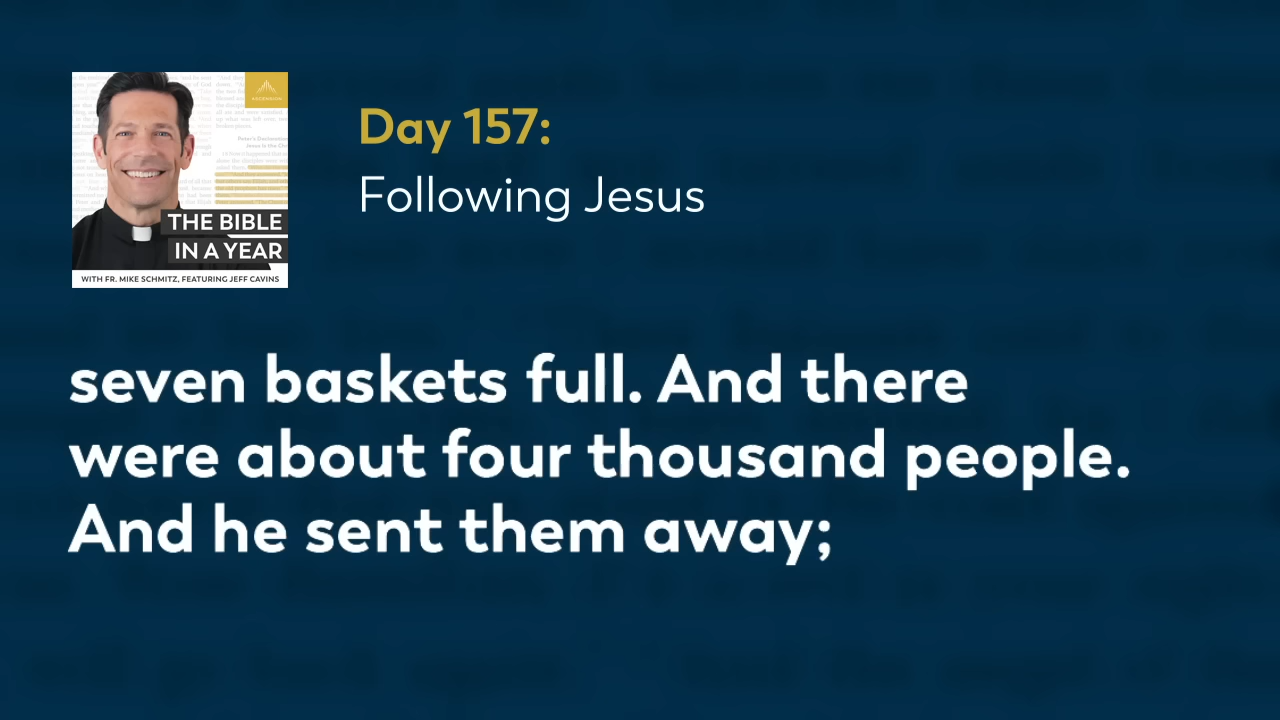 ASCENSION
THE BIBLE
IN A YEAR
WITH FR. MIKE SCHMITZ, FEATURING JEFF CAVINS
Day 157:
Following Jesus
seven baskets full. And there
were about four thousand people.
And he sent them away;